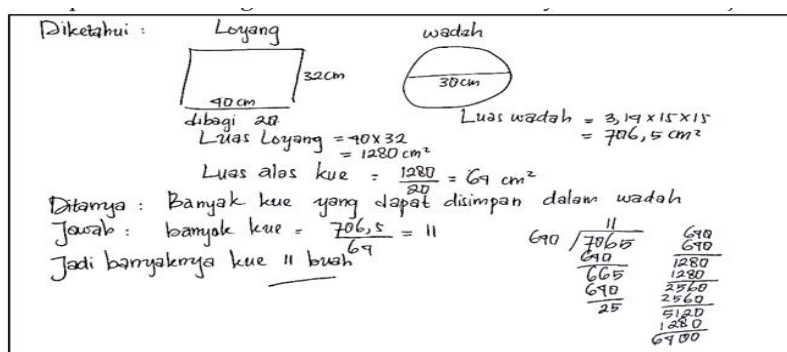 Diketahui : Loyang wadah
32cm
40 cm
30cm
dibagi 20
Luas Loyang = 40 x 32
= 1280 cm²
Luas wadah = 3,14 x 15 x 15
= 706,5 cm²
Luas alas kue = 1280/20 = 64 cm²
Ditanya : Banyak kue yang dapat disimpan dalam wadah
Jawab : banyak kue = 706,5/64 = 11
Jadi banyaknya kue 11 buah
11
640 / 7065
640
665
640
25
640
640
1280
1280
2560
2560
5120
1280
6400